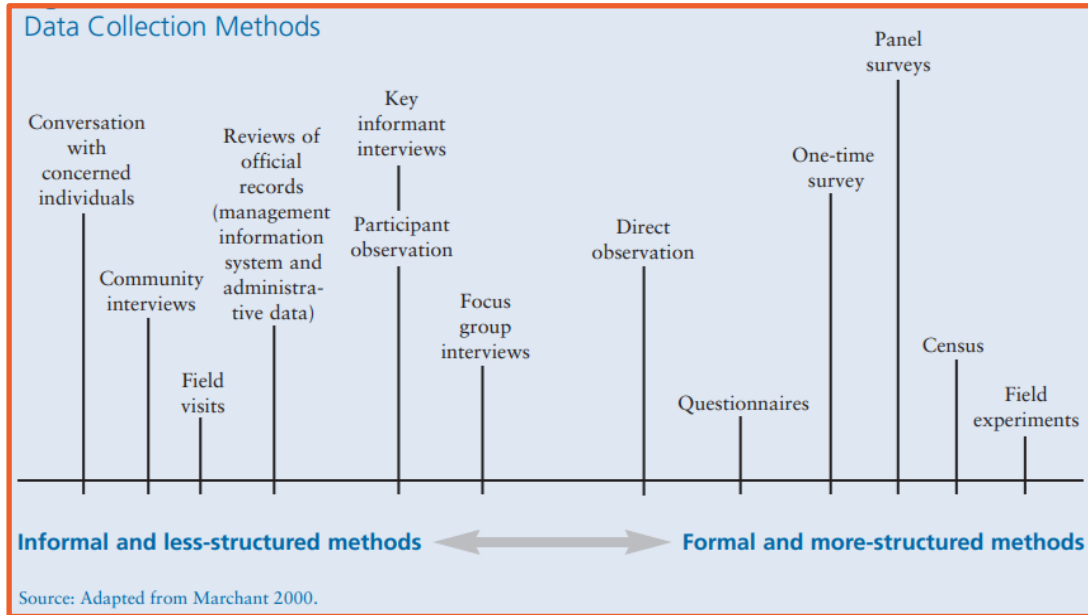 Data Collection Methods
Conversation
with
concerned
individuals
Community
interviews
Field
visits
Reviews of
official
records
(management
information
system and
administra-
tive data)
Key
informant
interviews
Participant
observation
Focus
group
interviews
Direct
observation
Questionnaires
One-time
survey
Panel
surveys
Census
Field
experiments
Informal and less-structured methods
Formal and more-structured methods
Source: Adapted from Marchant 2000.